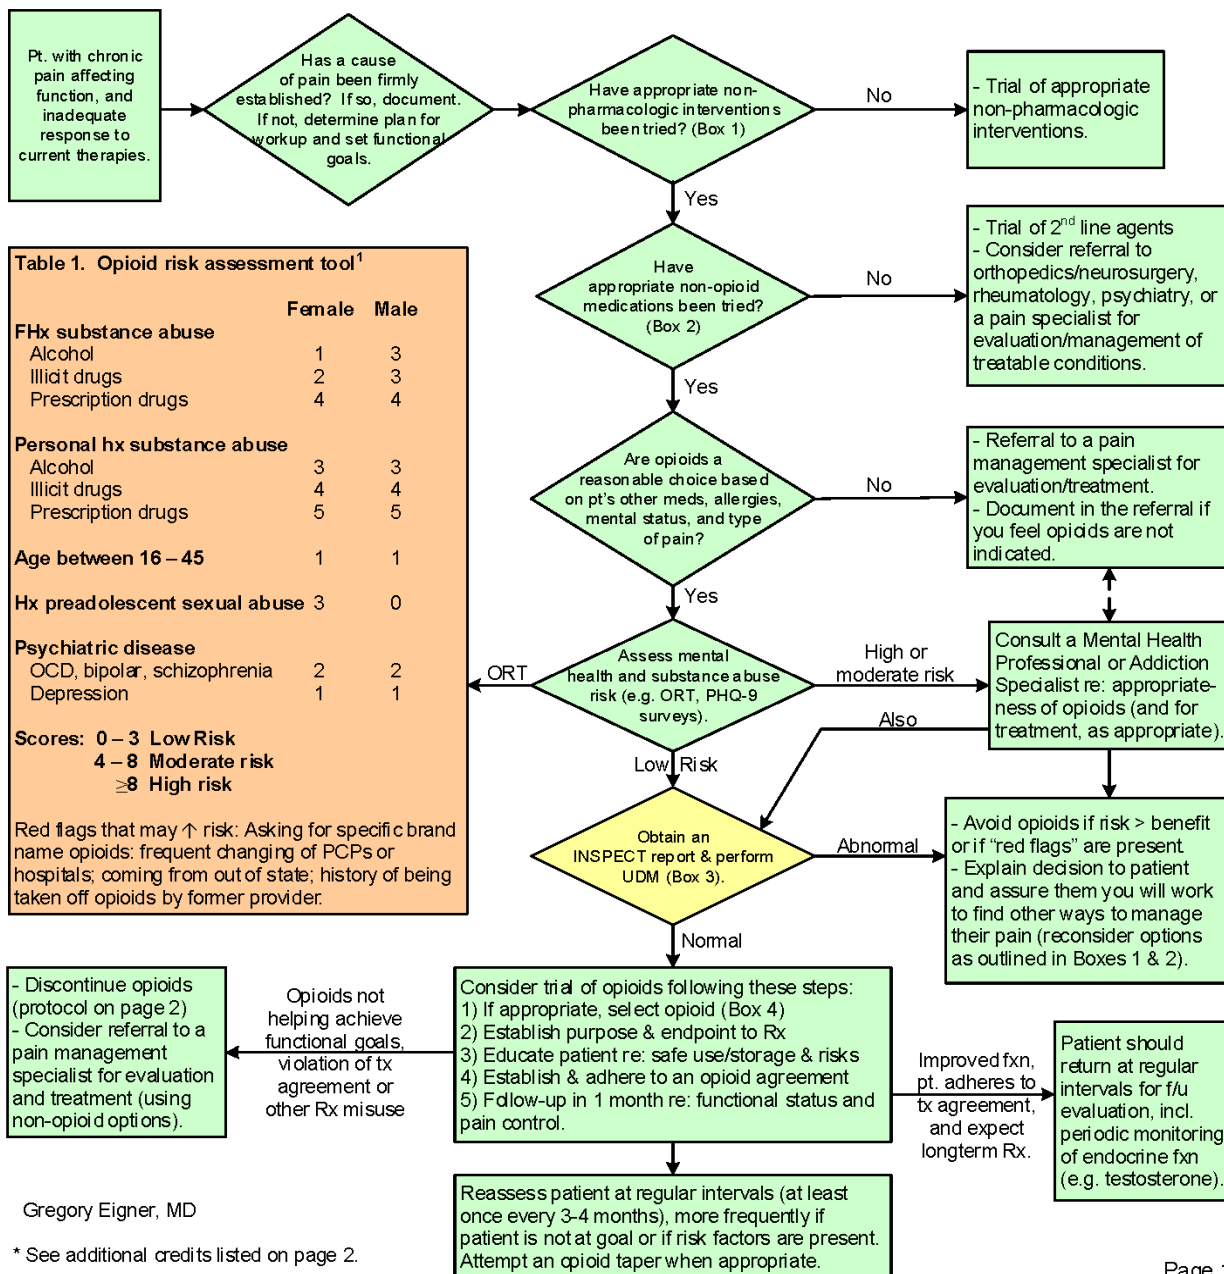 Pt. with chronic
pain affecting
function, and
inadequate
response to
current therapies.
Has a cause
of pain been firmly
established? If so, document.
If not, determine plan for
workup and set functional
goals.
Have appropriate non-
pharmacologic interventions
been tried? (Box 1)
No
- Trial of appropriate
non-pharmacologic
interventions.
Yes
Have
appropriate non-opioid
medications been tried?
(Box 2)
No
- Trial of 2nd line agents
- Consider referral to
orthopedics/neurosurgery,
rheumatology, psychiatry, or
a pain specialist for
evaluation/management of
treatable conditions.
Yes
Are opioids a
reasonable choice based
on pt's other meds, allergies,
mental status, and type
of pain?
No
- Referral to a pain
management specialist for
evaluation/treatment.
- Document in the referral if
you feel opioids are not
indicated.
Yes
Assess mental
health and substance abuse
risk (e.g. ORT, PHQ-9
surveys).
ORT
High or
moderate risk
Consult a Mental Health
Professional or Addiction
Specialist re: appropriate-
ness of opioids (and for
treatment, as appropriate).
Also
Low Risk
Table 1. Opioid risk assessment tool1
Female Male
FHx substance abuse
Alcohol 1 3
Illicit drugs 2 3
Prescription drugs 4 4
Personal hx substance abuse
Alcohol 3 3
Illicit drugs 4 4
Prescription drugs 5 5
Age between 16 – 45 1 1
Hx preadolescent sexual abuse 3 0
Psychiatric disease
OCD, bipolar, schizophrenia 2 2
Depression 1 1
Scores: 0 – 3 Low Risk
4 – 8 Moderate risk
≥8 High risk
Red flags that may ↑ risk: Asking for specific brand
name opioids: frequent changing of PCPs or
hospitals; coming from out of state; history of being
taken off opioids by former provider.
Obtain an
INSPECT report & perform
UDM (Box 3).
Abnormal
- Avoid opioids if risk > benefit
or if “red flags” are present.
- Explain decision to patient
and assure them you will work
to find other ways to manage
their pain (reconsider options
as outlined in Boxes 1 & 2).
Normal
Consider trial of opioids following these steps:
1) If appropriate, select opioid (Box 4)
2) Establish purpose & endpoint to Rx
3) Educate patient re: safe use/storage & risks
4) Establish & adhere to an opioid agreement
5) Follow-up in 1 month re: functional status and
pain control.
Opioids not
helping achieve
functional goals,
violation of tx
agreement or
other Rx misuse
- Discontinue opioids
(protocol on page 2)
- Consider referral to a
pain management
specialist for evaluation
and treatment (using
non-opioid options).
Improved fxn,
pt. adheres to
tx agreement,
and expect
longterm Rx.
Patient should
return at regular
intervals for f/u
evaluation, incl.
periodic monitoring
of endocrine fxn
(e.g. testosterone).
Reassess patient at regular intervals (at least
once every 3-4 months), more frequently if
patient is not at goal or if risk factors are present.
Attempt an opioid taper when appropriate.
Gregory Eigner, MD
* See additional credits listed on page 2.
Page